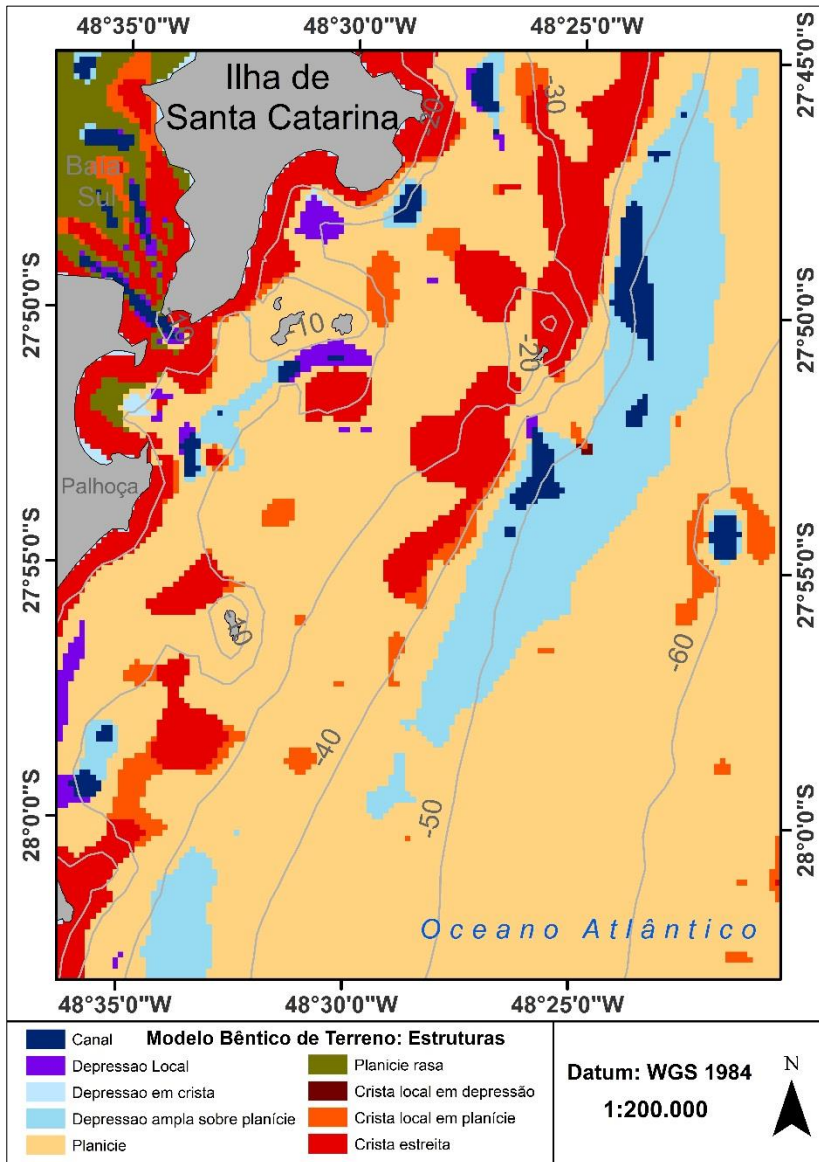 48°35'0"W 48°30'0"W 48°25'0"W
27°45'0"S
Ilha de
Santa Catarina
-20
-30
Baia
Sul
27°50'0"S
27°50'0"S
-10
-10
-20
Palhoça
27°55'0"S
27°55'0"S
-10
-60
-40
-50
28°0'0"S
28°0'0"S
Oceano Atlântico
48°35'0"W 48°30'0"W 48°25'0"W
Modelo Bêntico de Terreno: Estruturas
Canal
Depressao Local
Depressao em crista
Depressao ampla sobre planície
Planicie
Planicie rasa
Crista local em depressão
Crista local em planície
Crista estreita
Datum: WGS 1984
1:200.000
N